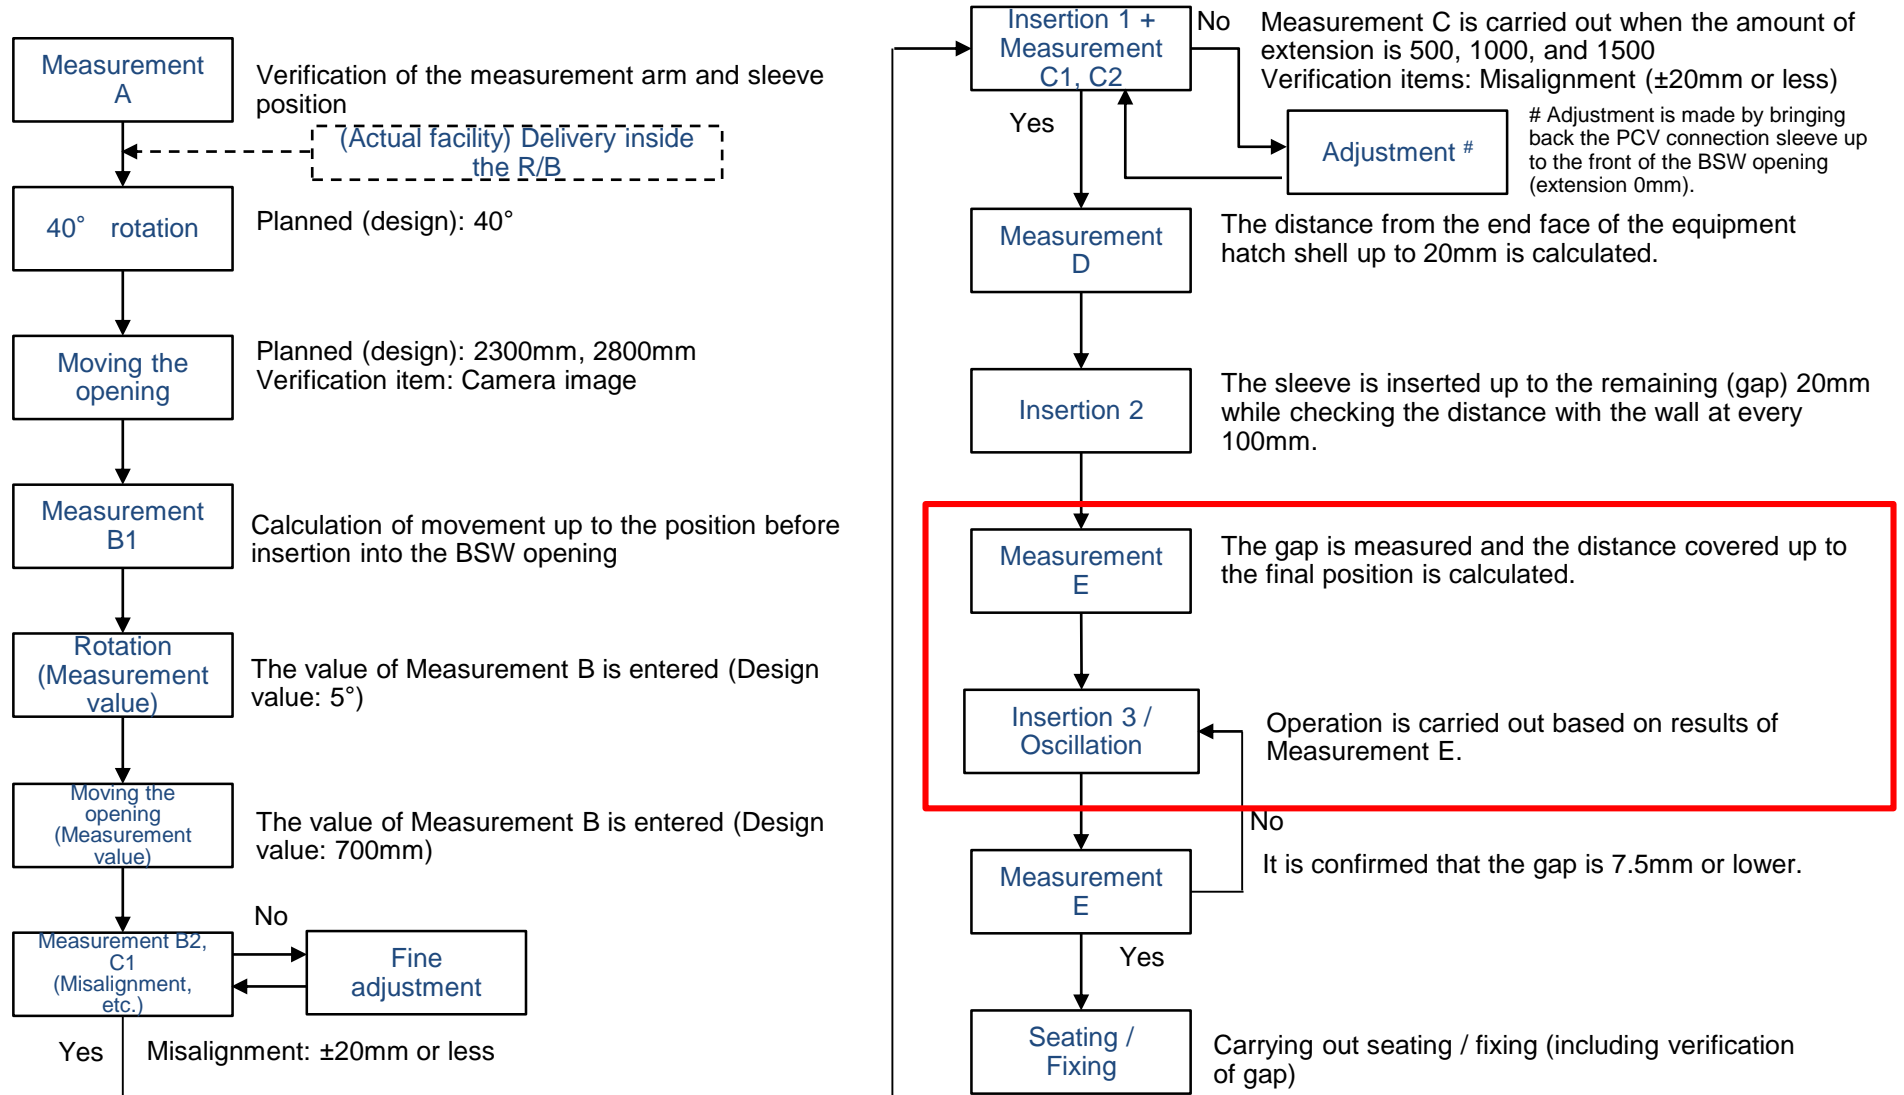 Measurement
A
Verification of the measurement arm and sleeve
position
(Actual facility) Delivery inside
the R/B
40° rotation
Planned (design): 40°
Moving the
opening
Planned (design): 2300mm, 2800mm
Verification item: Camera image
Measurement
B1
Calculation of movement up to the position before
insertion into the BSW opening
Rotation
(Measurement
value)
The value of Measurement B is entered (Design
value: 5°)
Moving the
opening
(Measurement
value)
The value of Measurement B is entered (Design
value: 700mm)
Measurement B2,
C1
(Misalignment,
etc.)
No
Fine
adjustment
Yes
Misalignment: ±20mm or less
Insertion 1 +
Measurement
C1, C2
No
Measurement C is carried out when the amount of
extension is 500, 1000, and 1500
Verification items: Misalignment (±20mm or less)
Yes
Adjustment #
# Adjustment is made by bringing
back the PCV connection sleeve up
to the front of the BSW opening
(extension 0mm).
Measurement
D
The distance from the end face of the equipment
hatch shell up to 20mm is calculated.
Insertion 2
The sleeve is inserted up to the remaining (gap) 20mm
while checking the distance with the wall at every
100mm.
Measurement
E
The gap is measured and the distance covered up to
the final position is calculated.
Insertion 3 /
Oscillation
Operation is carried out based on results of
Measurement E.
No
Measurement
E
It is confirmed that the gap is 7.5mm or lower.
Yes
Seating /
Fixing
Carrying out seating / fixing (including verification
of gap)